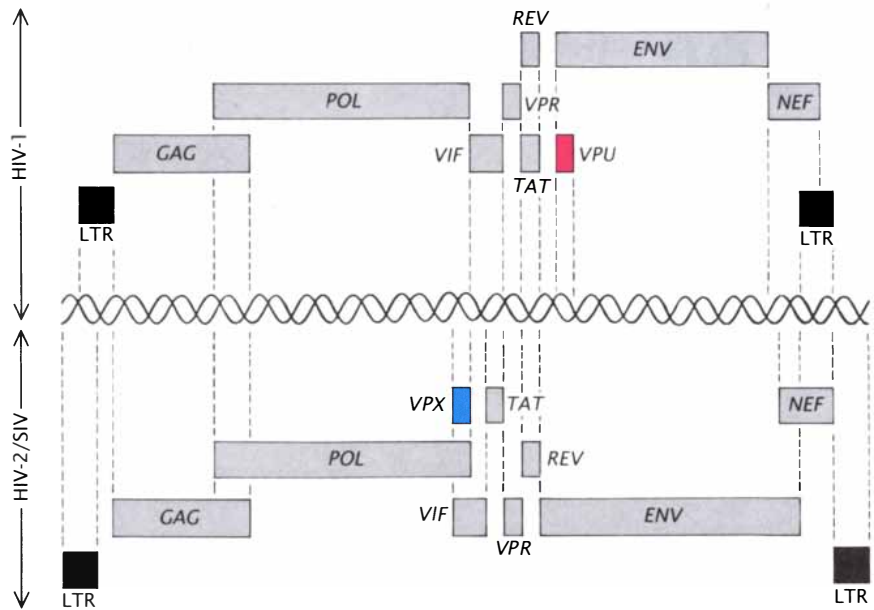 HIV-1
REV
ENV
POL
VPR
NEF
GAG
VIF
TAT
VPU
LTR
LTR
HIV-2/SIV
VPX
TAT
NEF
POL
REV
GAG
VIF
VPR
ENV
LTR
LTR